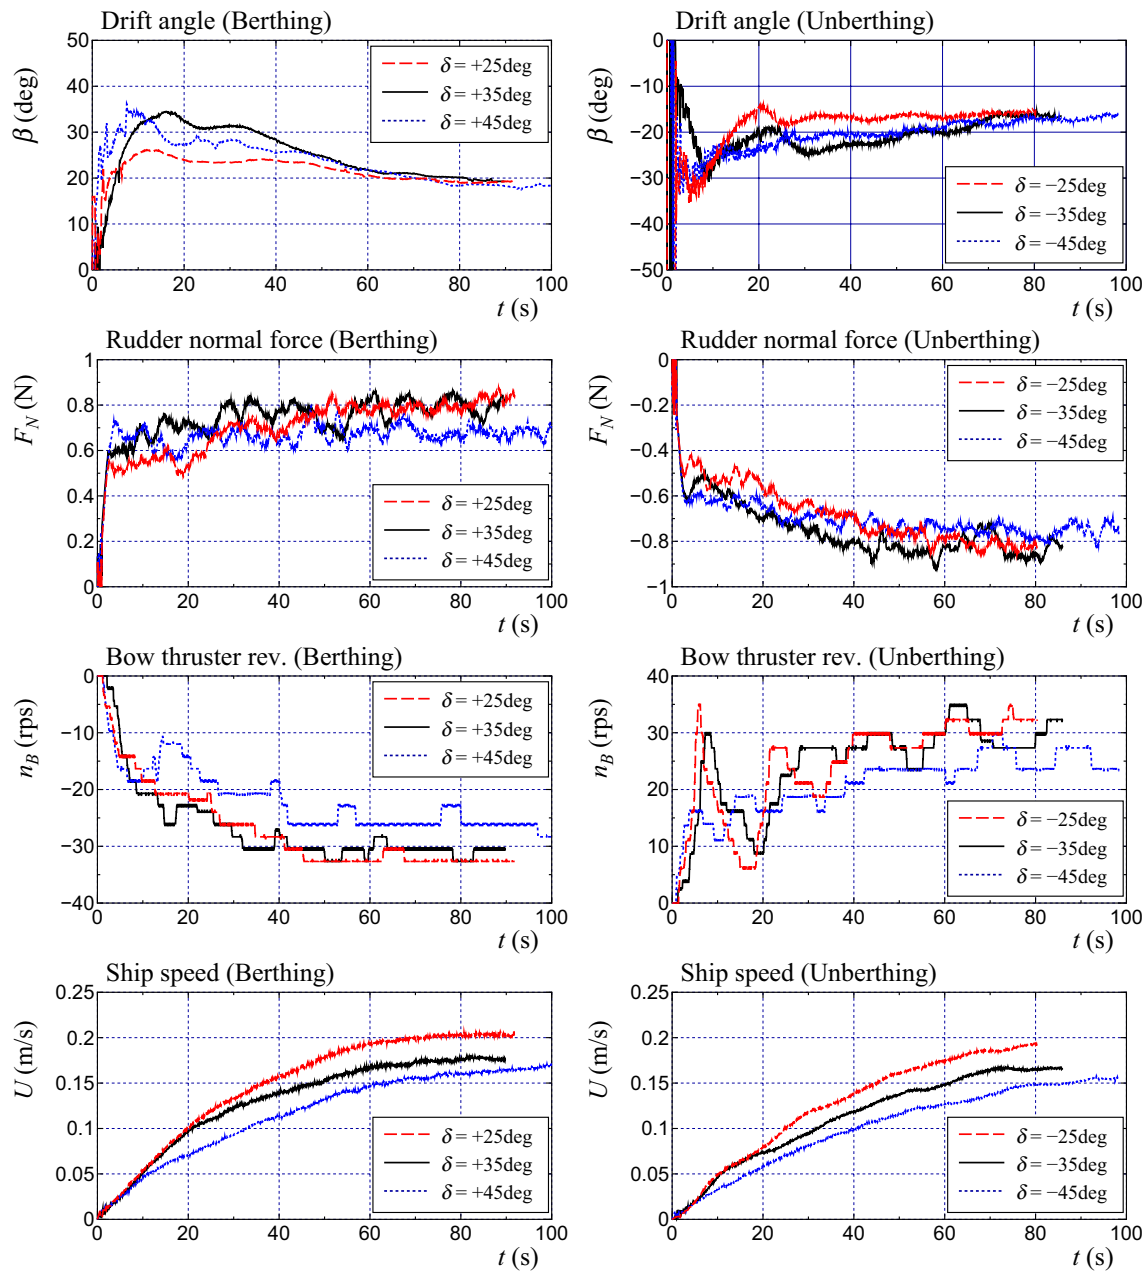 Drift angle (Berthing)
50
40
30
20
10
0
β (deg)
δ = +25deg
δ = +35deg
δ = +45deg
0 20 40 60 80 100
t (s)
Drift angle (Unberthing)
0
−10
−20
−30
−40
−50
β (deg)
δ = −25deg
δ = −35deg
δ = −45deg
0 20 40 60 80 100
t (s)
Rudder normal force (Berthing)
1
0.8
0.6
0.4
0.2
0
F_N (N)
δ = +25deg
δ = +35deg
δ = +45deg
0 20 40 60 80 100
t (s)
Rudder normal force (Unberthing)
0
−0.2
−0.4
−0.6
−0.8
−1
F_N (N)
δ = −25deg
δ = −35deg
δ = −45deg
0 20 40 60 80 100
t (s)
Bow thruster rev. (Berthing)
0
−10
−20
−30
−40
n_B (rps)
δ = +25deg
δ = +35deg
δ = +45deg
0 20 40 60 80 100
t (s)
Bow thruster rev. (Unberthing)
40
30
20
10
0
n_B (rps)
δ = −25deg
δ = −35deg
δ = −45deg
0 20 40 60 80 100
t (s)
Ship speed (Berthing)
0.25
0.2
0.15
0.1
0.05
0
U (m/s)
δ = +25deg
δ = +35deg
δ = +45deg
0 20 40 60 80 100
t (s)
Ship speed (Unberthing)
0.25
0.2
0.15
0.1
0.05
0
U (m/s)
δ = −25deg
δ = −35deg
δ = −45deg
0 20 40 60 80 100
t (s)